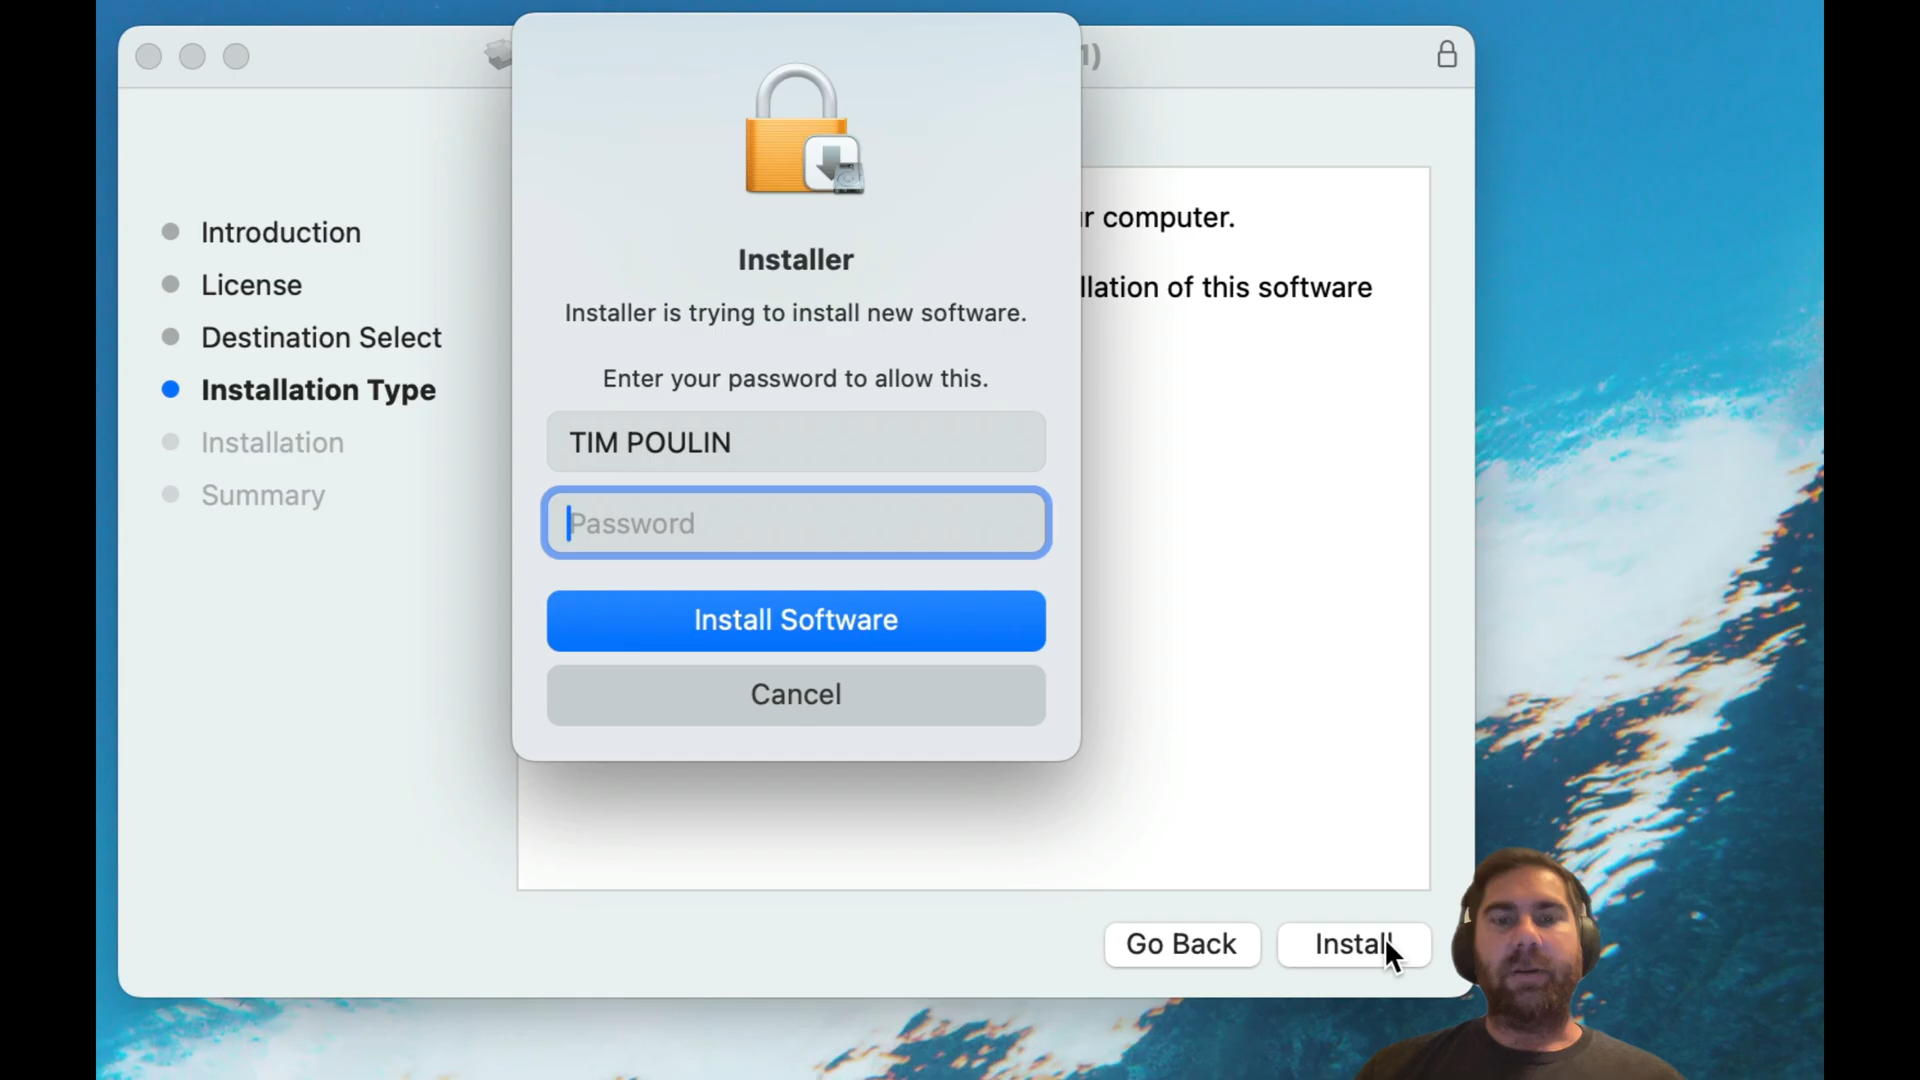 1)
Introduction
License
Destination Select
Installation Type
Installation
Summary
r computer.
llation of this software
Installer
Installer is trying to install new software.
Enter your password to allow this.
TIM POULIN
Password
Install Software
Cancel
Go Back
Install